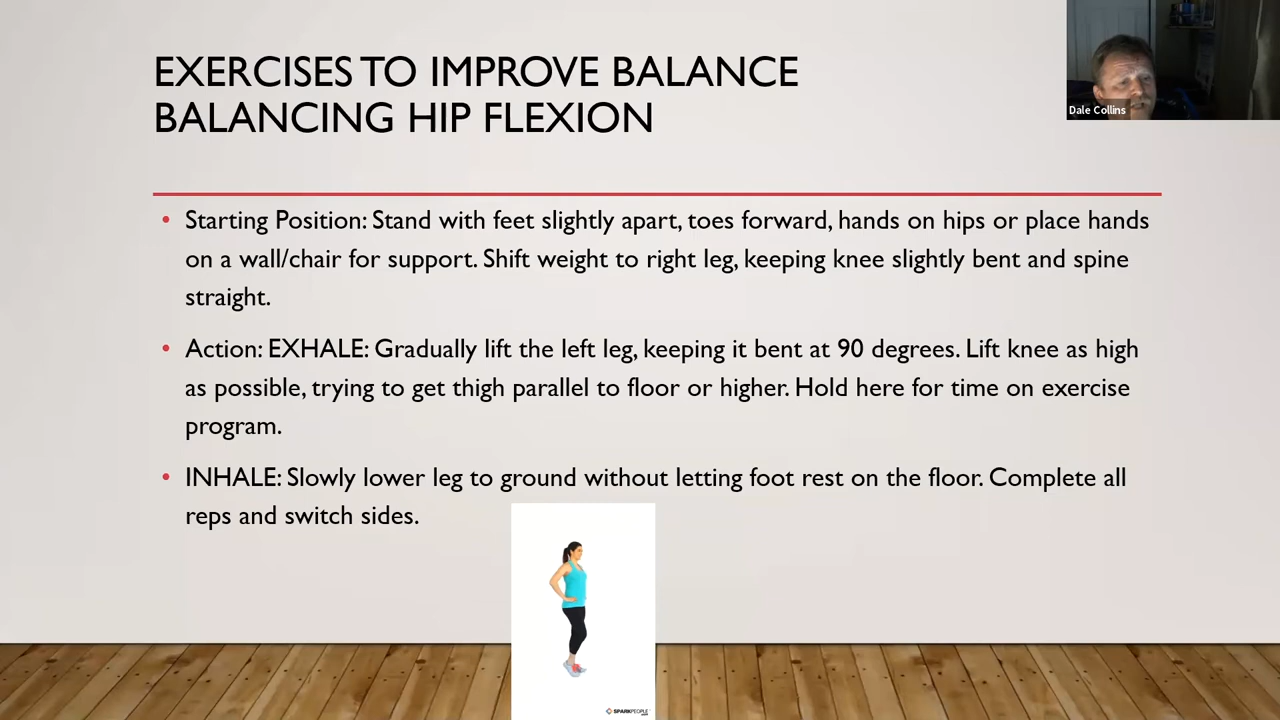 EXERCISES TO IMPROVE BALANCE
BALANCING HIP FLEXION
Dale Collins
• Starting Position: Stand with feet slightly apart, toes forward, hands on hips or place hands
on a wall/chair for support. Shift weight to right leg, keeping knee slightly bent and spine
straight.
• Action: EXHALE: Gradually lift the left leg, keeping it bent at 90 degrees. Lift knee as high
as possible, trying to get thigh parallel to floor or higher. Hold here for time on exercise
program.
• INHALE: Slowly lower leg to ground without letting foot rest on the floor. Complete all
reps and switch sides.
SPARKPEOPLE